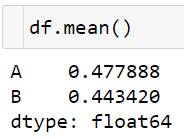 df.mean()
A    0.477888
B    0.443420
dtype: float64